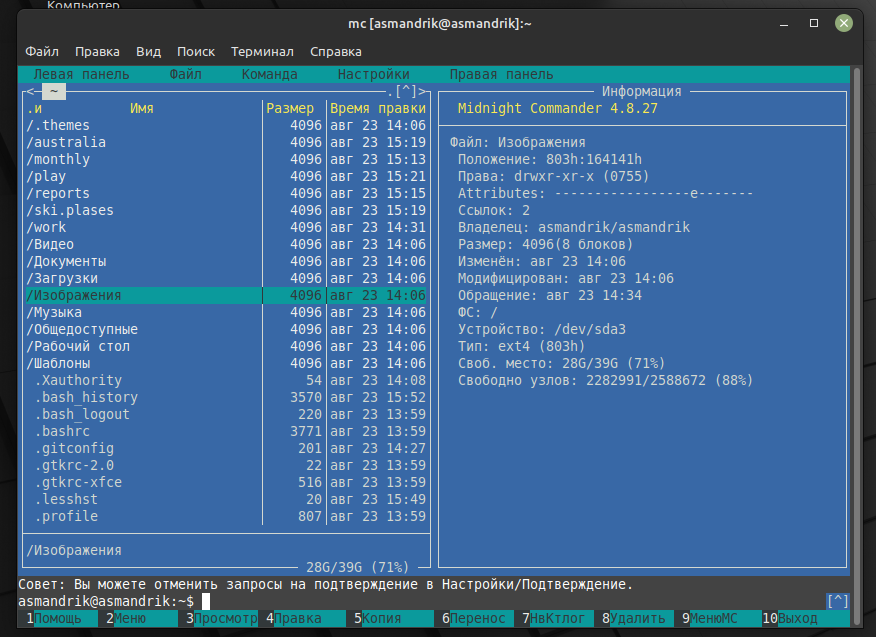 Компьютер
mc [asmandrik@asmandrik]:~
Файл Правка Вид Поиск Терминал Справка
Левая панель Файл Команда Настройки Правая панель
<─ ~ .[^]>
.и Имя Размер Время правки
/.themes 4096 авг 23 14:06
/australia 4096 авг 23 15:19
/monthly 4096 авг 23 15:13
/play 4096 авг 23 15:21
/reports 4096 авг 23 15:15
/ski.plases 4096 авг 23 15:19
/work 4096 авг 23 14:31
/Видео 4096 авг 23 14:06
/Документы 4096 авг 23 14:06
/Загрузки 4096 авг 23 14:06
/Изображения 4096 авг 23 14:06
/Музыка 4096 авг 23 14:06
/Общедоступные 4096 авг 23 14:06
/Рабочий стол 4096 авг 23 14:06
/Шаблоны 4096 авг 23 14:06
.Xauthority 54 авг 23 14:08
.bash_history 3570 авг 23 15:52
.bash_logout 220 авг 23 13:59
.bashrc 3771 авг 23 13:59
.gitconfig 201 авг 23 14:27
.gtkrc-2.0 22 авг 23 13:59
.gtkrc-xfce 516 авг 23 13:59
.lesshst 20 авг 23 15:49
.profile 807 авг 23 13:59
/Изображения
28G/39G (71%)
Информация
Midnight Commander 4.8.27
Файл: Изображения
Положение: 803h:164141h
Права: drwxr-xr-x (0755)
Attributes: -----------------e-------
Ссылок: 2
Владелец: asmandrik/asmandrik
Размер: 4096(8 блоков)
Изменён: авг 23 14:06
Модифицирован: авг 23 14:06
Обращение: авг 23 14:34
ФС: /
Устройство: /dev/sda3
Тип: ext4 (803h)
Своб. место: 28G/39G (71%)
Свободно узлов: 2282991/2588672 (88%)
Совет: Вы можете отменить запросы на подтверждение в Настройки/Подтверждение.
asmandrik@asmandrik:~$ [^]
1Помощь 2Меню 3Просмотр 4Правка 5Копия 6Перенос 7НвКтлог 8Удалить 9МенюMC 10Выход